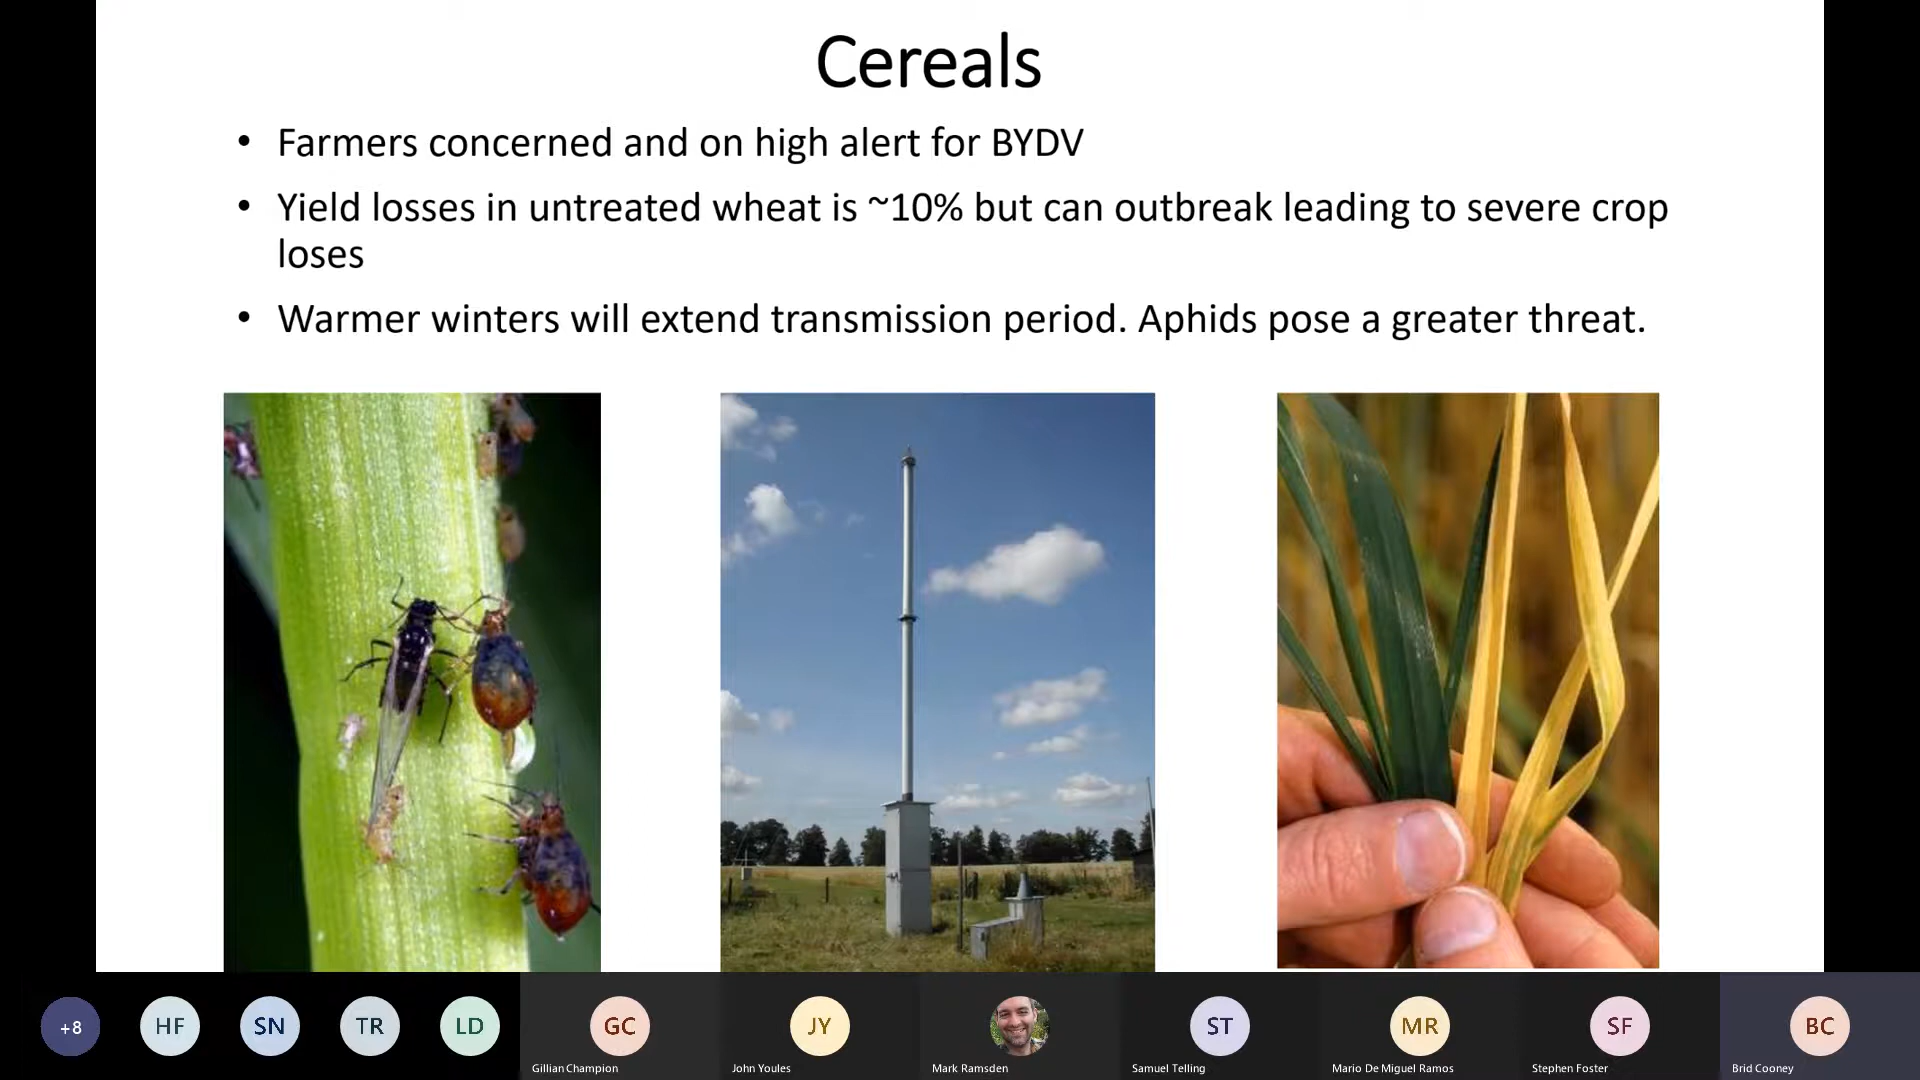 Cereals
• Farmers concerned and on high alert for BYDV
• Yield losses in untreated wheat is ~10% but can outbreak leading to severe crop
loses
• Warmer winters will extend transmission period. Aphids pose a greater threat.
+8
HF
SN
TR
LD
GC
JY
ST
MR
SF
BC
Gillian Champion
John Youles
Mark Ramsden
Samuel Telling
Mario De Miguel Ramos
Stephen Foster
Brid Cooney